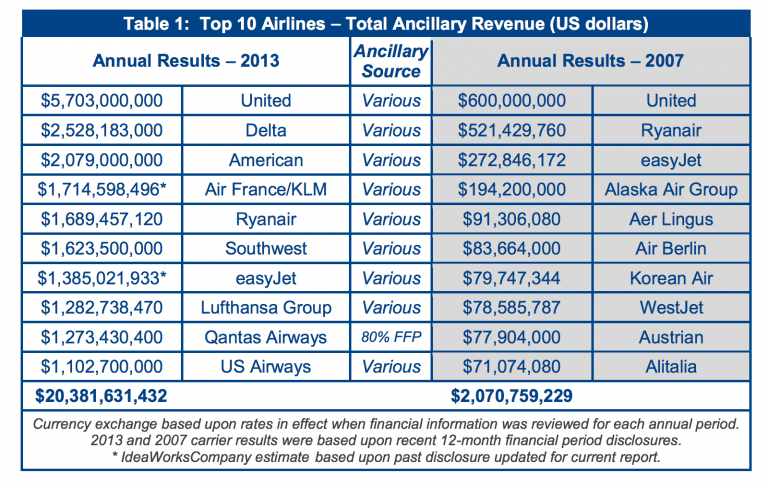 Table 1: Top 10 Airlines – Total Ancillary Revenue (US dollars)
Annual Results – 2013 Ancillary Source Annual Results – 2007
$5,703,000,000 United Various $600,000,000 United
$2,528,183,000 Delta Various $521,429,760 Ryanair
$2,079,000,000 American Various $272,846,172 easyJet
$1,714,598,496* Air France/KLM Various $194,200,000 Alaska Air Group
$1,689,457,120 Ryanair Various $91,306,080 Aer Lingus
$1,623,500,000 Southwest Various $83,664,000 Air Berlin
$1,385,021,933* easyJet Various $79,747,344 Korean Air
$1,282,738,470 Lufthansa Group Various $78,585,787 WestJet
$1,273,430,400 Qantas Airways 80% FFP $77,904,000 Austrian
$1,102,700,000 US Airways Various $71,074,080 Alitalia
$20,381,631,432 $2,070,759,229
Currency exchange based upon rates in effect when financial information was reviewed for each annual period.
2013 and 2007 carrier results were based upon recent 12-month financial period disclosures.
* IdeaWorksCompany estimate based upon past disclosure updated for current report.